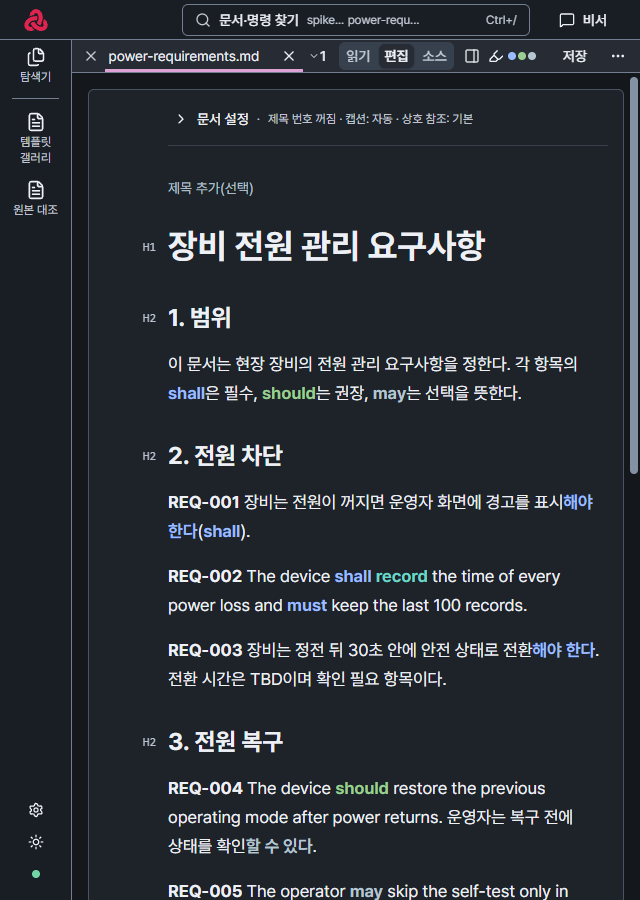 문서·명령 찾기 spike... power-requ... Ctrl+/
비서
탐색기
power-requirements.md
1
읽기 편집 소스
저장
템플릿
갤러리
원본 대조
문서 설정 · 제목 번호 꺼짐 · 캡션: 자동 · 상호 참조: 기본
제목 추가(선택)
H1 장비 전원 관리 요구사항
H2 1. 범위
이 문서는 현장 장비의 전원 관리 요구사항을 정한다. 각 항목의
shall은 필수, should는 권장, may는 선택을 뜻한다.
H2 2. 전원 차단
REQ-001 장비는 전원이 꺼지면 운영자 화면에 경고를 표시해야
한다(shall).
REQ-002 The device shall record the time of every
power loss and must keep the last 100 records.
REQ-003 장비는 정전 뒤 30초 안에 안전 상태로 전환해야 한다.
전환 시간은 TBD이며 확인 필요 항목이다.
H2 3. 전원 복구
REQ-004 The device should restore the previous
operating mode after power returns. 운영자는 복구 전에
상태를 확인할 수 있다.
REQ-005 The operator may skip the self-test only in